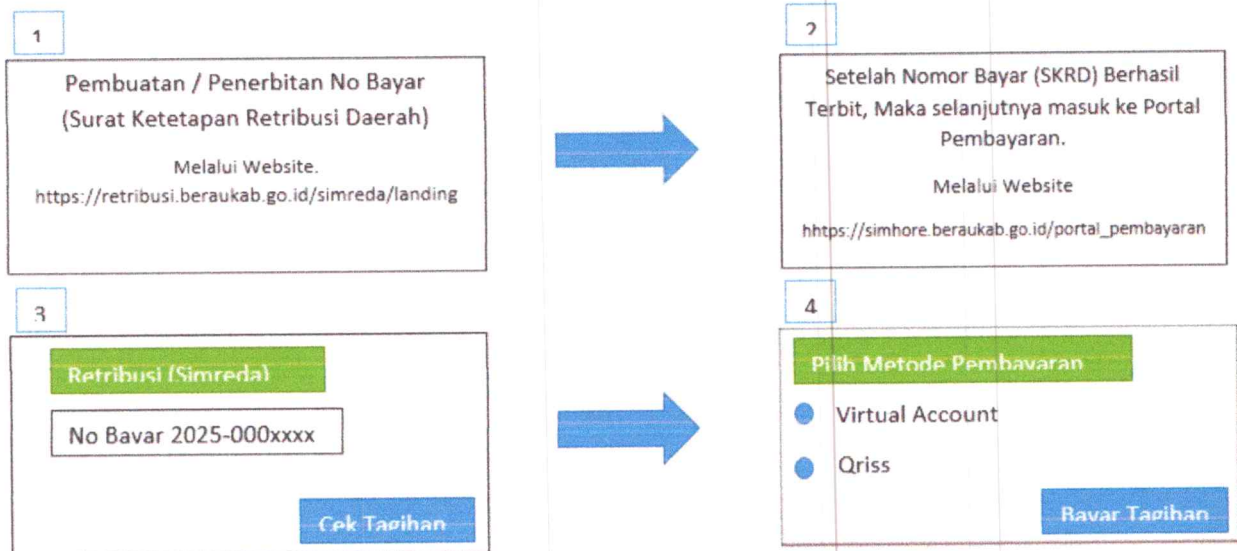 1
Pembuatan / Penerbitan No Bayar
(Surat Ketetapan Retribusi Daerah)
Melalui Website.
https://retribusi.beraukab.go.id/simreda/landing
2
Setelah Nomor Bayar (SKRD) Berhasil
Terbit, Maka selanjutnya masuk ke Portal
Pembayaran.
Melalui Website
hhtps://simhore.beraukab.go.id/portal_pembayaran
3
Retribusi (Simreda)
No Bayar 2025-000xxxx
Cek Tagihan
4
Pilih Metode Pembayaran
Virtual Account
Qriss
Bayar Tagihan